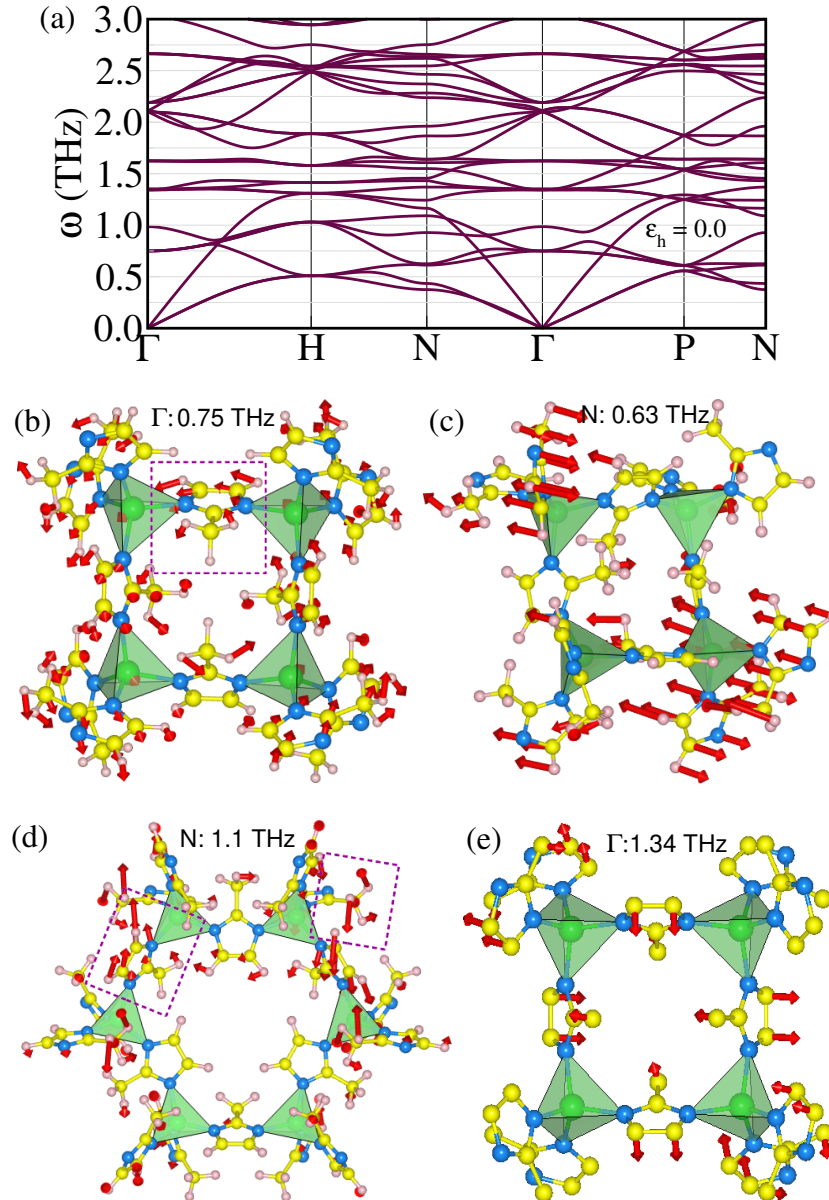 (a)
3.0
2.5
2.0
1.5
1.0
0.5
0.0
ω (THz)
εh = 0.0
Γ H N Γ P N
(b) Γ: 0.75 THz
(c) N: 0.63 THz
(d) N: 1.1 THz
(e) Γ:1.34 THz